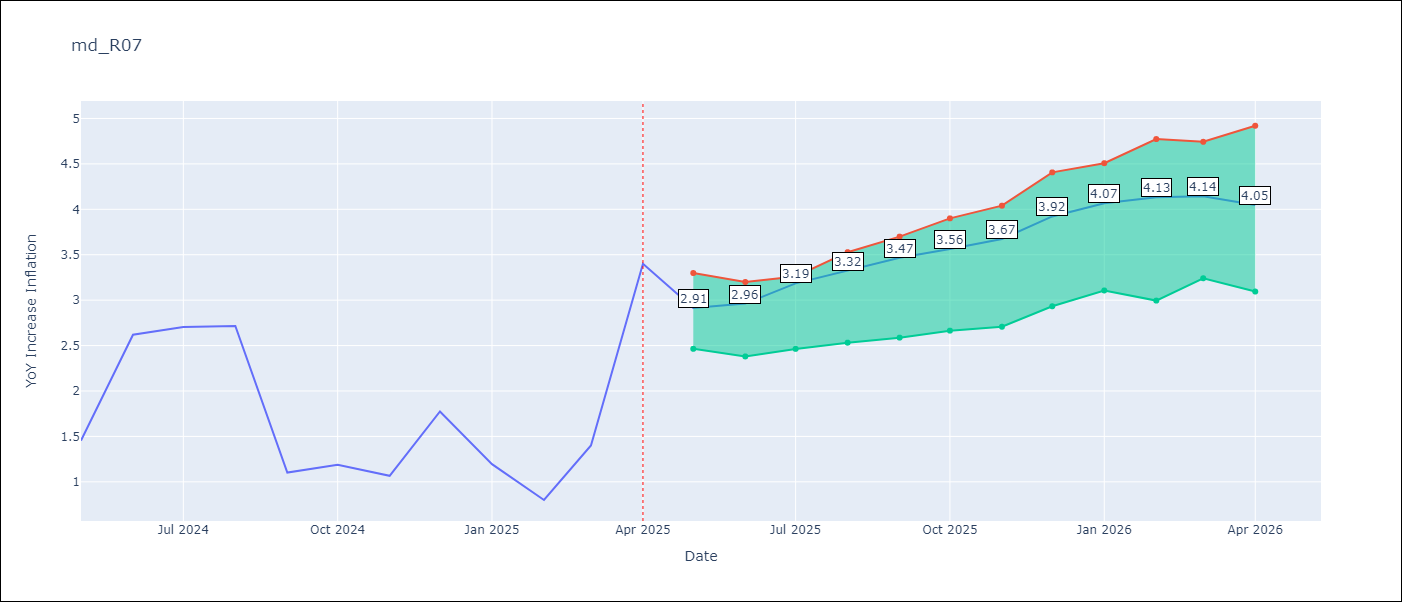 md_R07
5
4.5
4
3.5
3
2.5
2
1.5
1
YoY Increase Inflation
2.91
2.96
3.19
3.32
3.47
3.56
3.67
3.92
4.07
4.13
4.14
4.05
Jul 2024
Oct 2024
Jan 2025
Apr 2025
Jul 2025
Oct 2025
Jan 2026
Apr 2026
Date